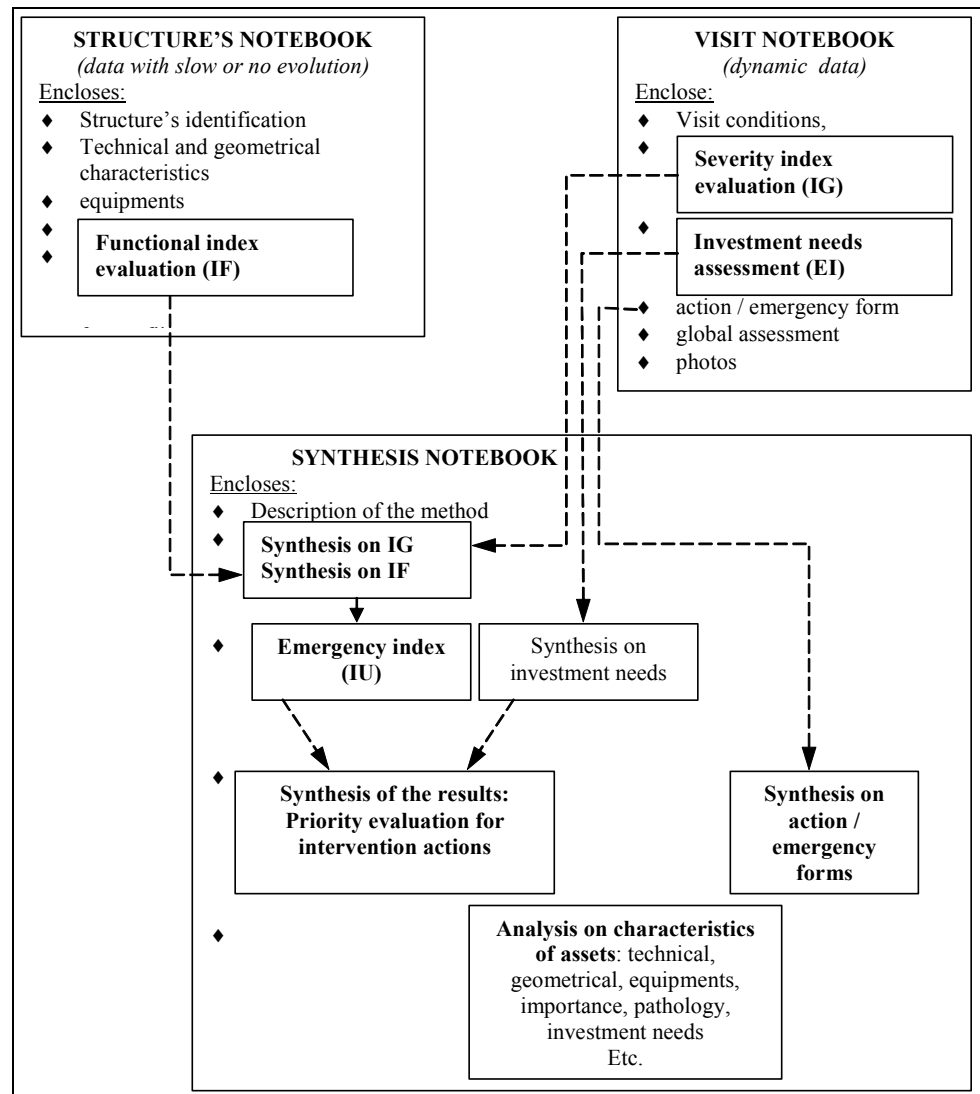 STRUCTURE’S NOTEBOOK
(data with slow or no evolution)
Encloses:
♦ Structure’s identification
♦ Technical and geometrical
characteristics
♦ equipments
♦
♦
Functional index
evaluation (IF)
VISIT NOTEBOOK
(dynamic data)
Enclose:
♦ Visit conditions,
♦
Severity index
evaluation (IG)
♦
Investment needs
assessment (EI)
♦ action / emergency form
♦ global assessment
♦ photos
SYNTHESIS NOTEBOOK
Encloses:
♦ Description of the method
♦
Synthesis on IG
Synthesis on IF
♦
Emergency index
(IU)
Synthesis on
investment needs
♦
Synthesis of the results:
Priority evaluation for
intervention actions
Synthesis on
action /
emergency
forms
♦
Analysis on characteristics
of assets: technical,
geometrical, equipments,
importance, pathology,
investment needs
Etc.